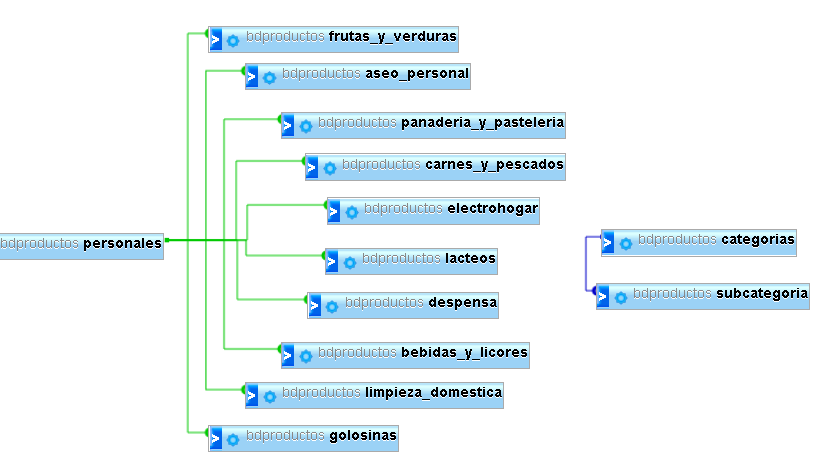 bdproductos frutas_y_verduras
bdproductos aseo_personal
bdproductos panaderia_y_pasteleria
bdproductos carnes_y_pescados
bdproductos electrohogar
bdproductos personales
bdproductos categorias
bdproductos lacteos
bdproductos subcategoria
bdproductos despensa
bdproductos bebidas_y_licores
bdproductos limpieza_domestica
bdproductos golosinas